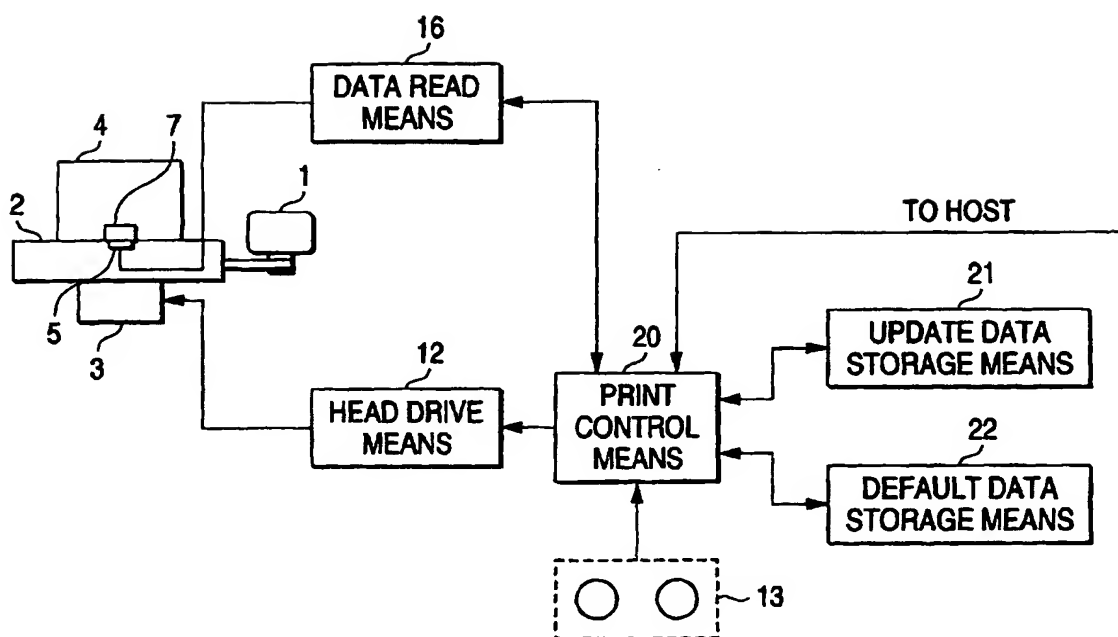 16
DATA READ
MEANS
4
7
1
2
TO HOST
5
3
21
UPDATE DATA
STORAGE MEANS
20
PRINT
CONTROL
MEANS
12
HEAD DRIVE
MEANS
22
DEFAULT DATA
STORAGE MEANS
13